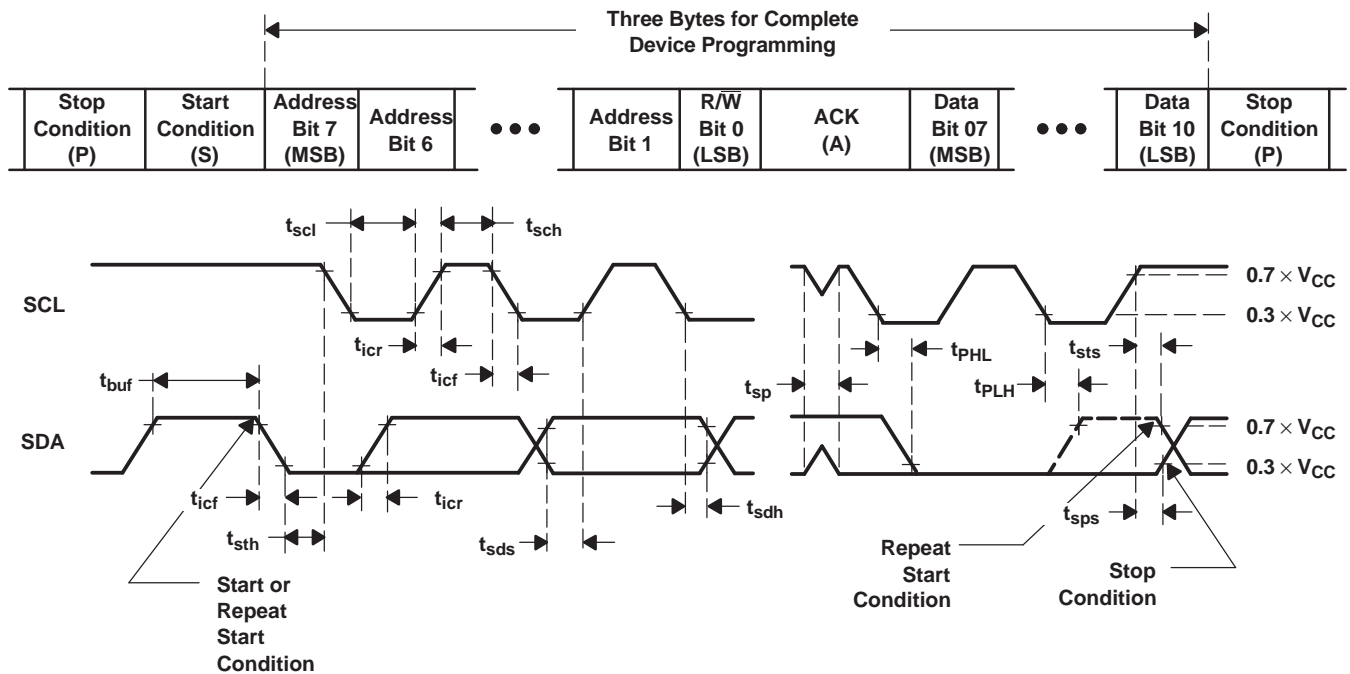 Three Bytes for Complete
Device Programming
Stop
Condition
(P)
Start
Condition
(S)
Address
Bit 7
(MSB)
Address
Bit 6
•••
Address
Bit 1
R/W̅
Bit 0
(LSB)
ACK
(A)
Data
Bit 07
(MSB)
•••
Data
Bit 10
(LSB)
Stop
Condition
(P)
tscl
tsch
SCL
0.7 × VCC
0.3 × VCC
ticr
ticf
tPHL
tsts
tbuf
tsp
tPLH
SDA
0.7 × VCC
0.3 × VCC
ticf
ticr
tsdh
tsth
tsds
tsps
Start or
Repeat
Start
Condition
Repeat
Start
Condition
Stop
Condition